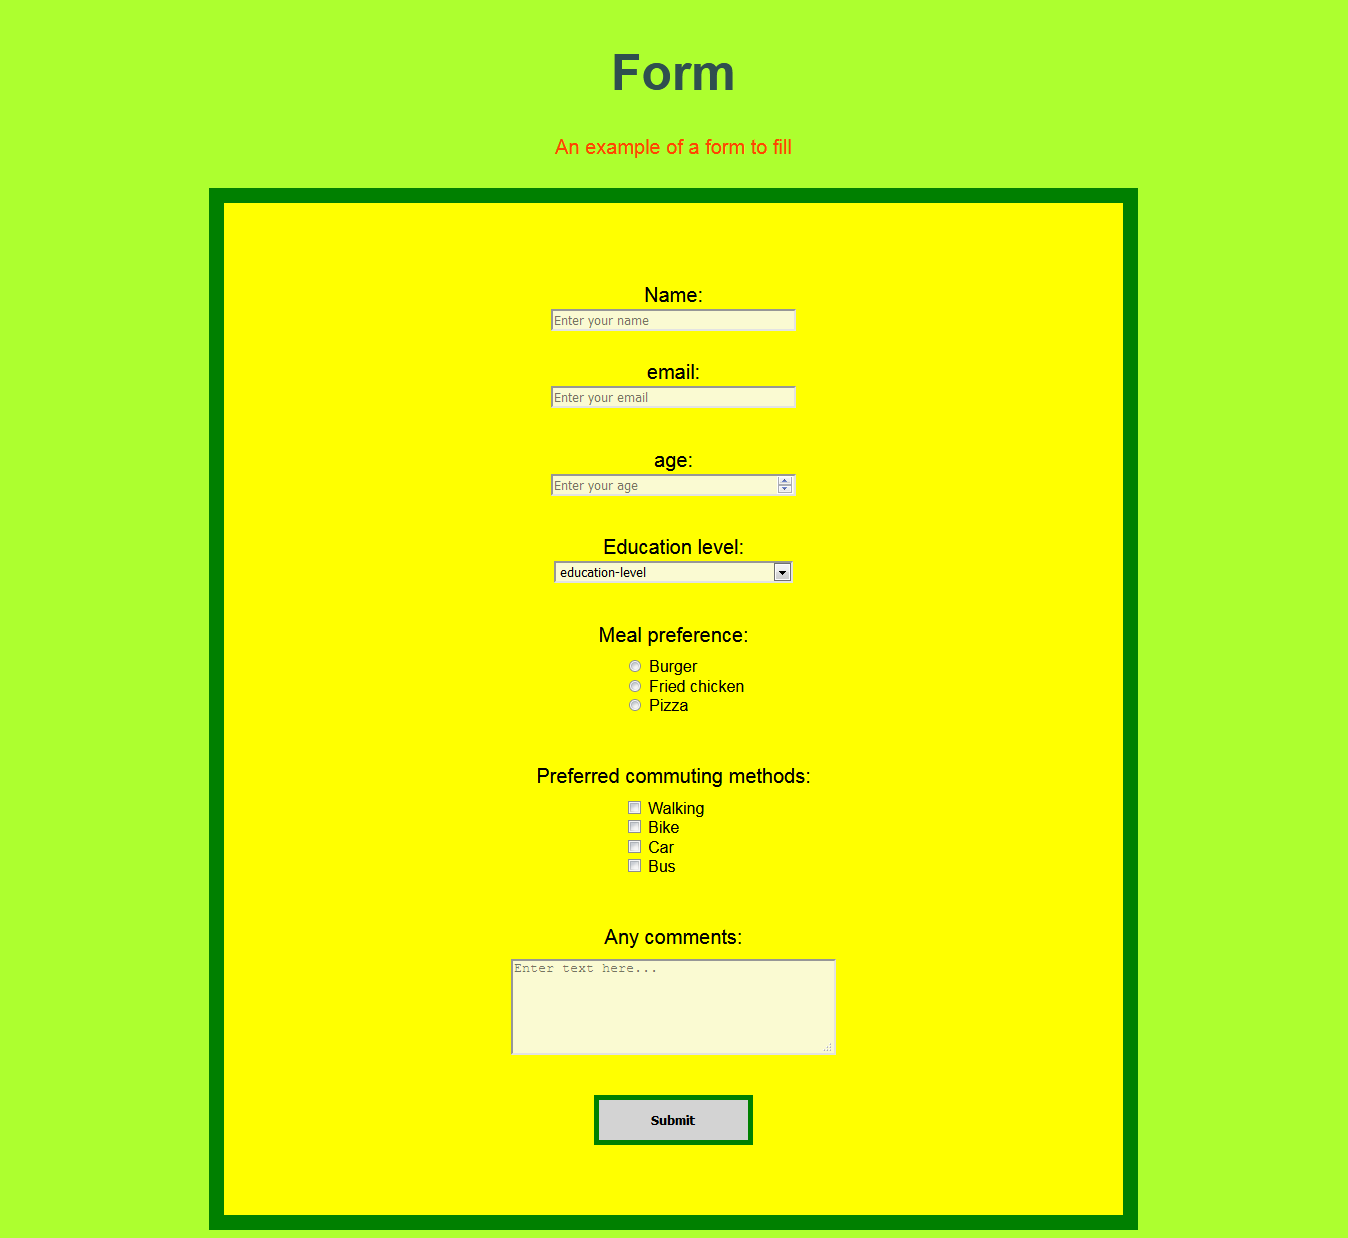 Form
An example of a form to fill
Name:
Enter your name
email:
Enter your email
age:
Enter your age
Education level:
education-level
Meal preference:
Burger
Fried chicken
Pizza
Preferred commuting methods:
Walking
Bike
Car
Bus
Any comments:
Enter text here...
Submit